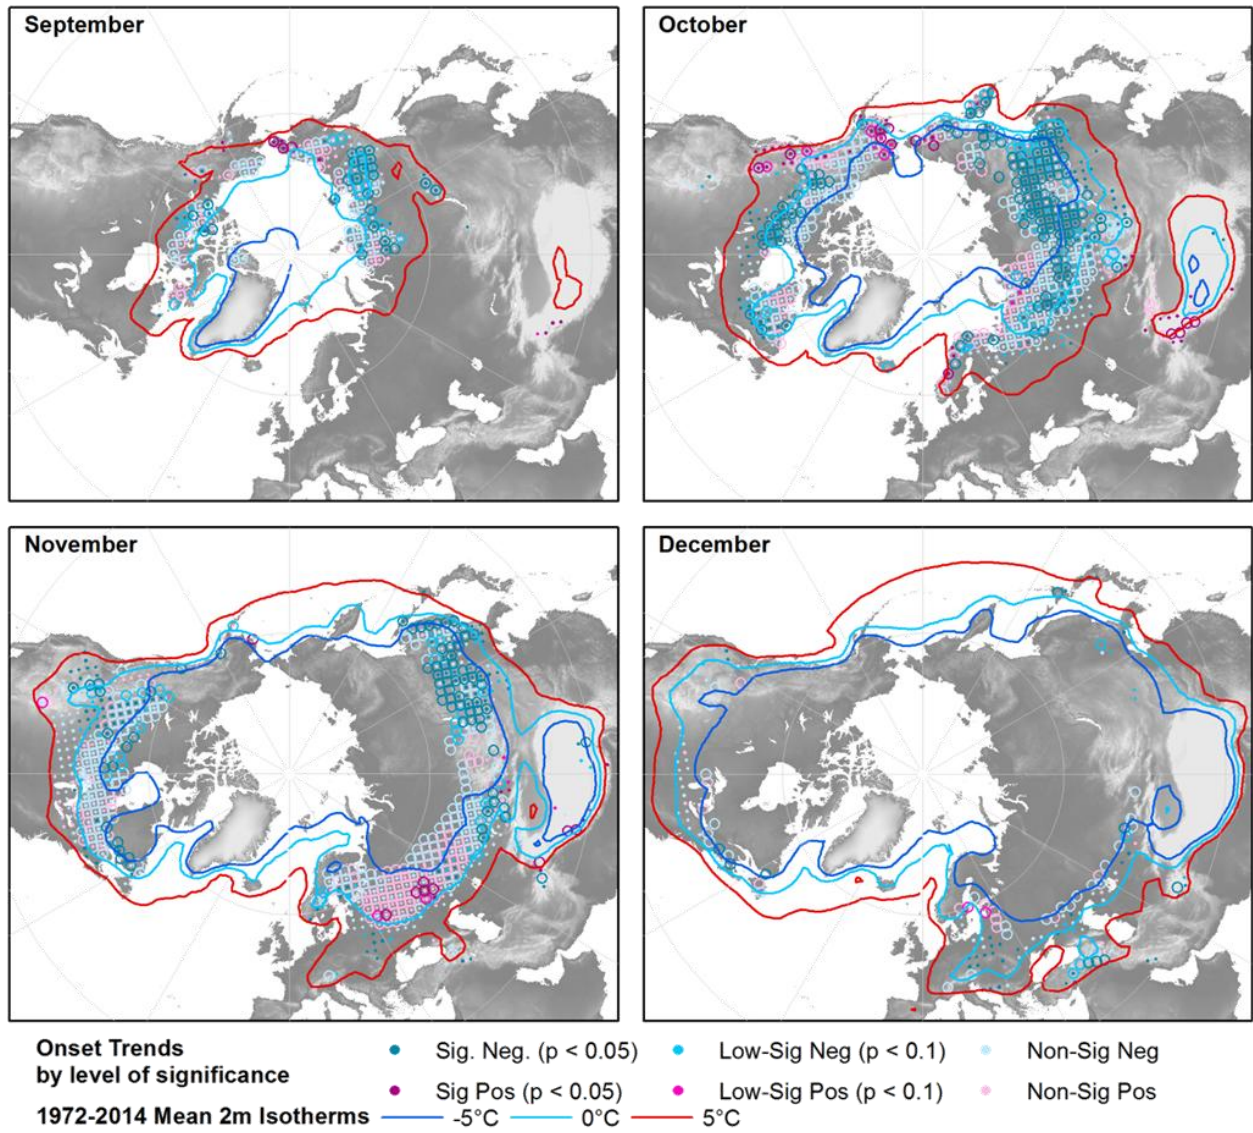 September
October
November
December
Onset Trends
by level of significance
Sig. Neg. (p < 0.05)
Low-Sig Neg (p < 0.1)
Non-Sig Neg
Sig Pos (p < 0.05)
Low-Sig Pos (p < 0.1)
Non-Sig Pos
1972-2014 Mean 2m Isotherms
-5°C
0°C
5°C